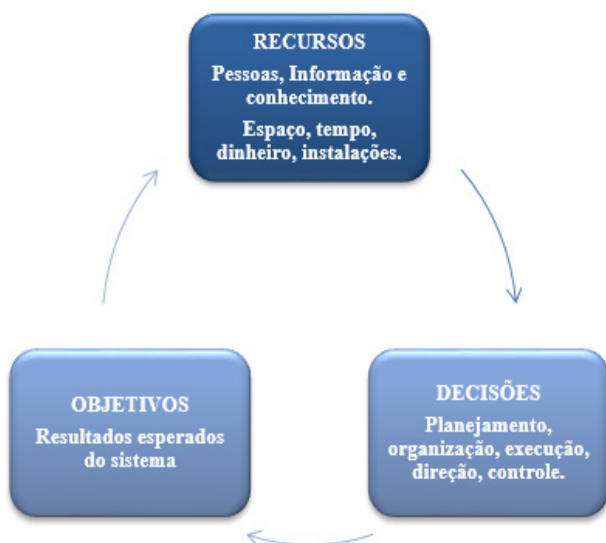 RECURSOS
Pessoas, Informação e
conhecimento.
Espaço, tempo,
dinheiro, instalações.
OBJETIVOS
Resultados esperados
do sistema
DECISÕES
Planejamento,
organização, execução,
direção, controle.